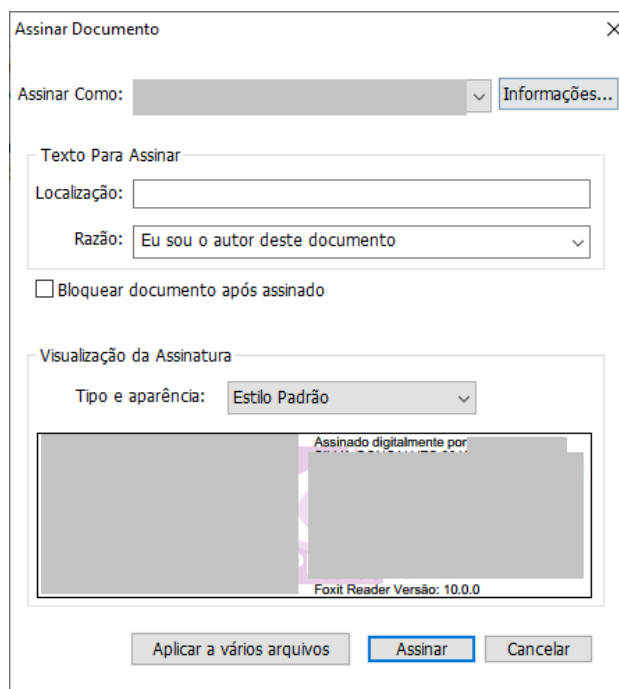 Assinar Documento
Assinar Como:
Informações...
Texto Para Assinar
Localização:
Razão: Eu sou o autor deste documento
Bloquear documento após assinado
Visualização da Assinatura
Tipo e aparência: Estilo Padrão
Assinado digitalmente por
Foxit Reader Versão: 10.0.0
Aplicar a vários arquivos Assinar Cancelar